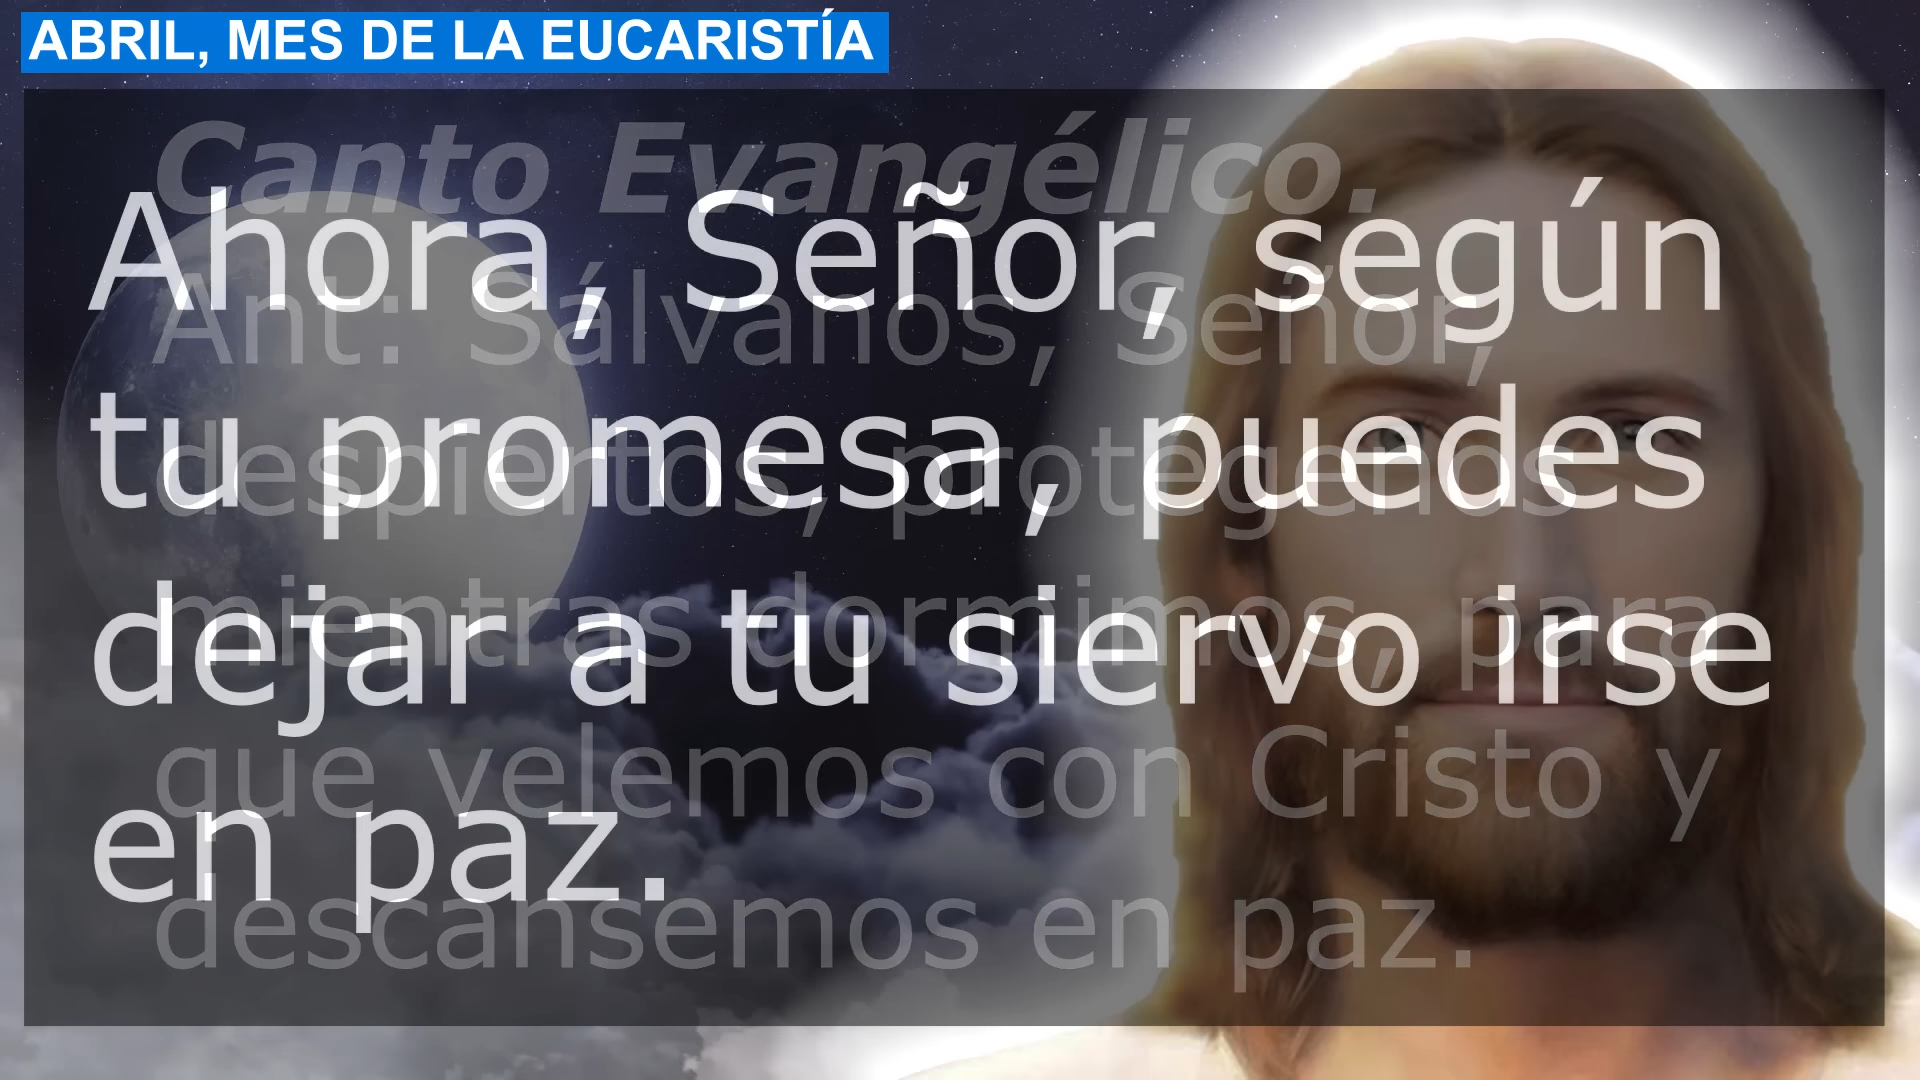 ABRIL, MES DE LA EUCARISTÍA
Canto Evangélico.
Ant: Sálvanos, Señor,
despiertos, protégenos
mientras dormimos, para
que velemos con Cristo y
descansemos en paz.
Ahora, Señor, según
tu promesa, puedes
dejar a tu siervo irse
en paz.